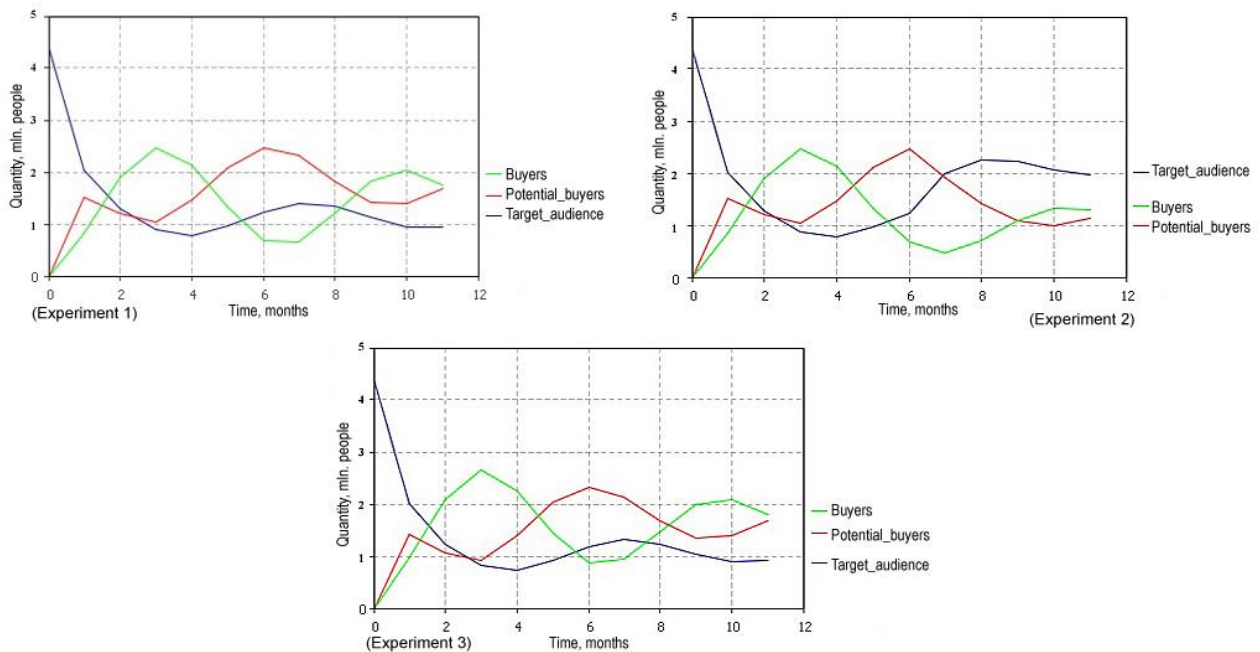 5
4
3
2
1
0
Quantity, mln. people
0 2 4 6 8 10 12
Time, months
(Experiment 1)
Buyers
Potential_buyers
Target_audience
5
4
3
2
1
0
Quantity, mln. people
0 2 4 6 8 10 12
Time, months
(Experiment 2)
Target_audience
Buyers
Potential_buyers
5
4
3
2
1
0
Quantity, mln. people
0 2 4 6 8 10 12
(Experiment 3)
Time, months
Buyers
Potential_buyers
Target_audience